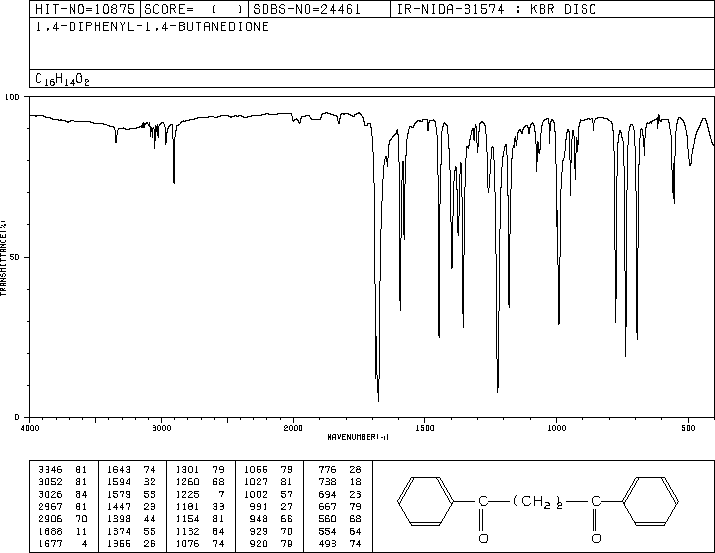 HIT-NO=10875 SCORE= ( ) SDBS-NO=24461 IR-NIDA-31574 : KBR DISC
1,4-DIPHENYL-1,4-BUTANEDIONE
C16H14O2
100
50
0
TRANSMITTANCE(%)
4000 3000 2000 1500 1000 500
WAVENUMBER(-1)
3346 81 1643 74 1301 79 1066 79 776 28
3052 81 1594 32 1260 68 1027 81 738 18
3026 84 1579 55 1225 7 1002 57 694 23
2967 81 1447 23 1181 33 991 27 667 79
2906 70 1398 44 1154 81 948 66 560 68
1686 11 1374 55 1132 84 929 70 554 64
1677 4 1356 26 1076 74 920 79 493 74
C (CH2)2 C
O O